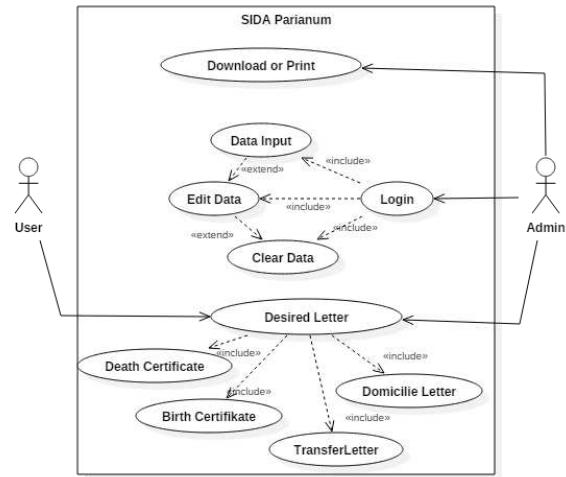 SIDA Parianum
Download or Print
Data Input
«extend»
«include»
Edit Data
«include»
Login
«extend»
«include»
Clear Data
User
Admin
Desired Letter
«include»
Death Certificate
«include»
Domicilie Letter
«include»
Birth Certifikate
«include»
TransferLetter